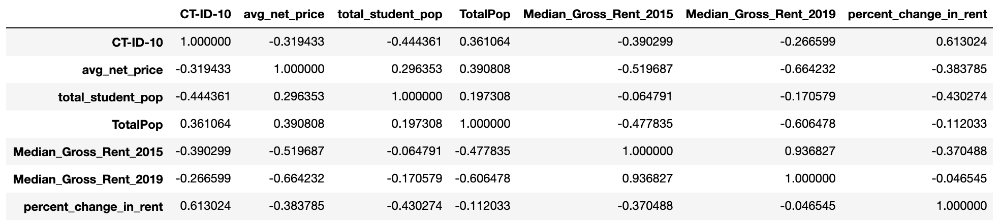 CT-ID-10 avg_net_price total_student_pop TotalPop Median_Gross_Rent_2015 Median_Gross_Rent_2019 percent_change_in_rent
CT-ID-10 1.000000 -0.319433 -0.444361 0.361064 -0.390299 -0.266599 0.613024
avg_net_price -0.319433 1.000000 0.296353 0.390808 -0.519687 -0.664232 -0.383785
total_student_pop -0.444361 0.296353 1.000000 0.197308 -0.064791 -0.170579 -0.430274
TotalPop 0.361064 0.390808 0.197308 1.000000 -0.477835 -0.606478 -0.112033
Median_Gross_Rent_2015 -0.390299 -0.519687 -0.064791 -0.477835 1.000000 0.936827 -0.370488
Median_Gross_Rent_2019 -0.266599 -0.664232 -0.170579 -0.606478 0.936827 1.000000 -0.046545
percent_change_in_rent 0.613024 -0.383785 -0.430274 -0.112033 -0.370488 -0.046545 1.000000